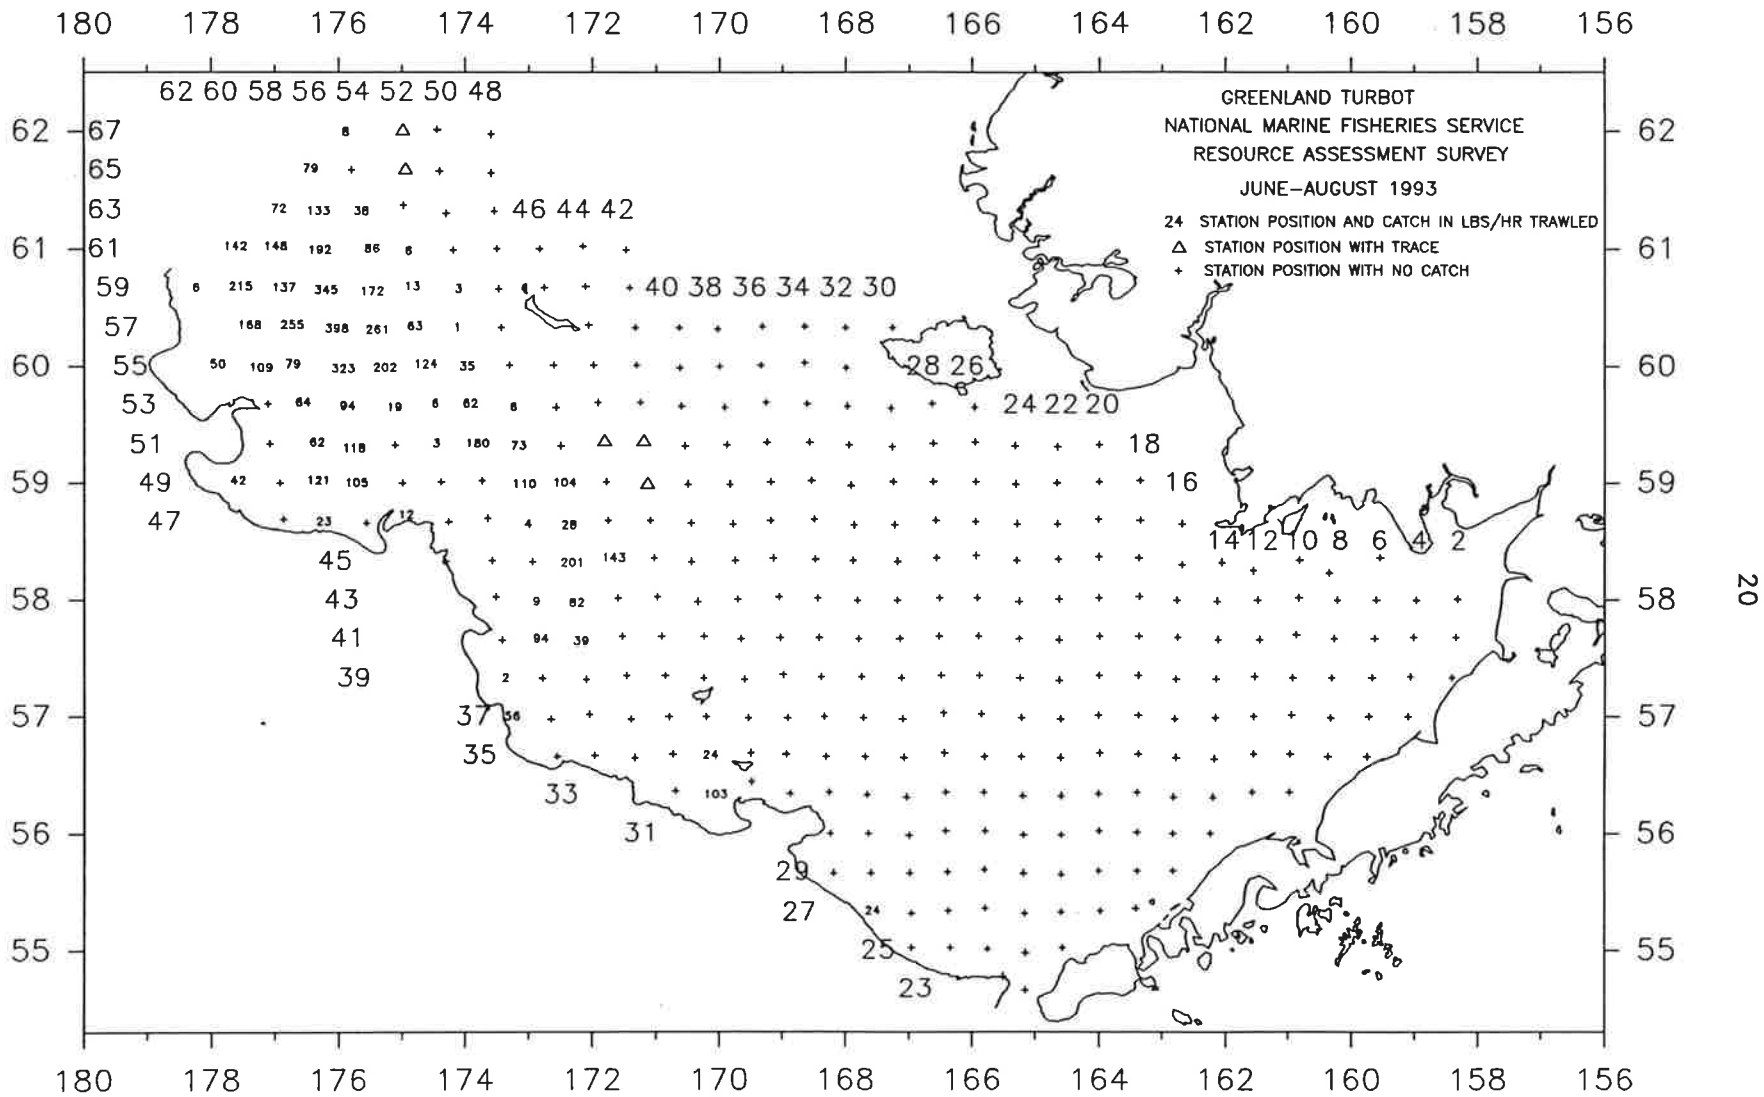 180 178 176 174 172 170 168 166 164 162 160 158 156
62 60 58 56 54 52 50 48
GREENLAND TURBOT
NATIONAL MARINE FISHERIES SERVICE
62 67 8 62
RESOURCE ASSESSMENT SURVEY
65 79
JUNE-AUGUST 1993
63 72 133 38 46 44 42
24 STATION POSITION AND CATCH IN LBS/HR TRAWLED
61 61 142 148 192 86 6 △ STATION POSITION WITH TRACE 61
+ STATION POSITION WITH NO CATCH
59 6 215 137 345 172 13 3 40 38 36 34 32 30
57 168 255 398 261 63 1
60 55 50 109 79 323 202 124 35 28 26 60
53 64 94 19 6 62 6 24 22 20
51 62 118 3 180 73 18
59 49 42 121 105 110 104 16 59
47 23 12 4 28
14 12 10 8 6 4 2
45 201 143
20
58 43 9 82 58
41 94 39
39 2
57 37 56 57
35 24
33 103
56 31 56
29
27 24
55 25 55
23
180 178 176 174 172 170 168 166 164 162 160 158 156